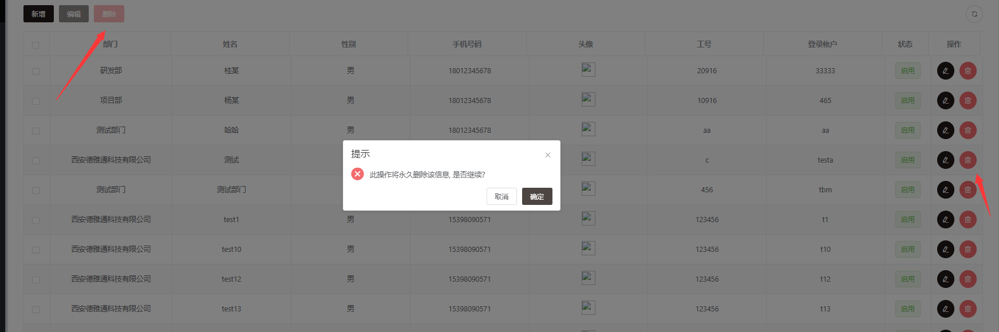 新增 编辑 删除
部门 姓名 性别 手机号码 头像 工号 登录帐户 状态 操作
研发部 桂某 男 18012345678 20916 33333 启用
项目部 杨某 男 18012345678 10916 465 启用
测试部门 哈哈 男 18012345678 aa aa 启用
提示
西安德雅通科技有限公司 测试 c testa 启用
此操作将永久删除该信息, 是否继续?
测试部门 测试部门 456 tbm 启用
取消 确定
西安德雅通科技有限公司 test1 男 15398090571 123456 t1 启用
西安德雅通科技有限公司 test10 男 15398090571 123456 t10 启用
西安德雅通科技有限公司 test12 男 15398090571 123456 t12 启用
西安德雅通科技有限公司 test13 男 15398090571 123456 t13 启用